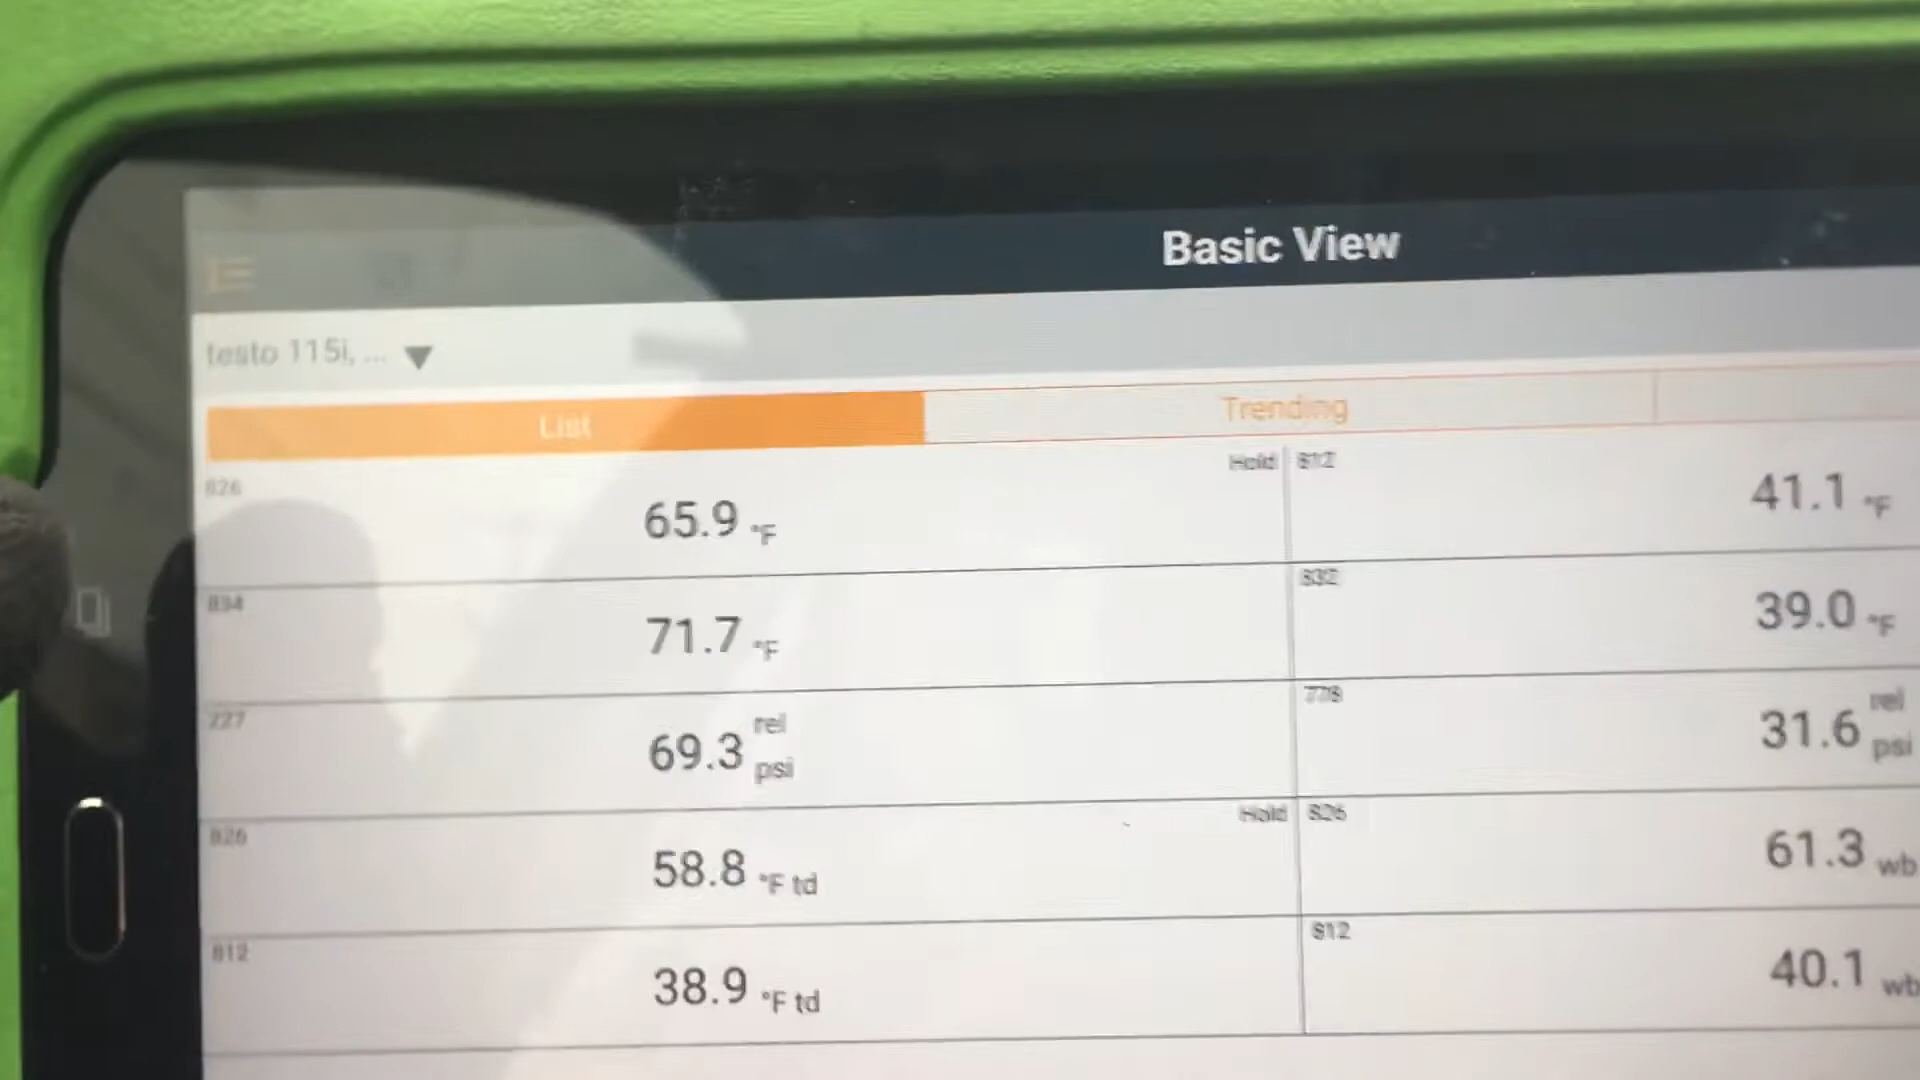 Basic View
testo 115i, ...
List
Trending
826
65.9 °F
Hold
812
41.1 °F
834
71.7 °F
832
39.0 °F
227
69.3 rel psi
778
31.6 rel psi
826
58.8 °F td
Hold
826
61.3 wb
812
38.9 °F td
812
40.1 wb